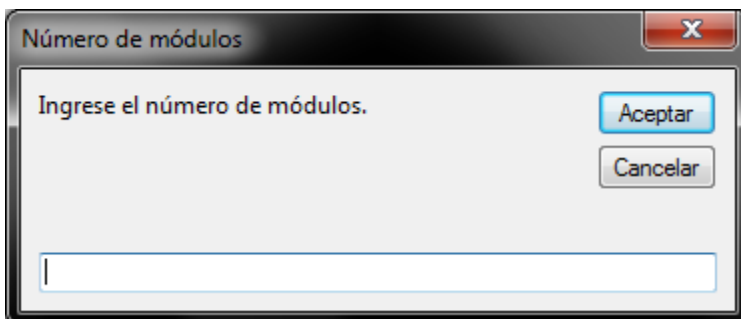 Número de módulos
Ingrese el número de módulos.
Aceptar
Cancelar